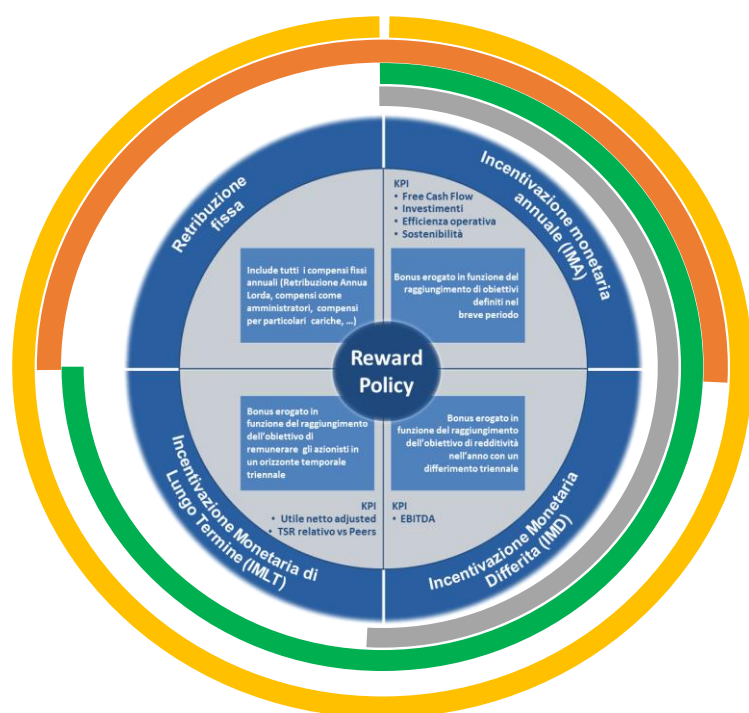 Retribuzione
fissa
Incentivazione monetaria
annuale (IMA)
KPI
• Free Cash Flow
• Investimenti
• Efficienza operativa
• Sostenibilità
Include tutti i compensi fissi
annuali (Retribuzione Annua
Lorda, compensi come
amministratori, compensi
per particolari cariche, ...)
Bonus erogato in funzione del
raggiungimento di obiettivi
definiti nel
breve periodo
Reward
Policy
Bonus erogato in
funzione del raggiungimento
dell'obiettivo di
remunerare gli azionisti in
un orizzonte temporale
triennale
Bonus erogato in
funzione del raggiungimento
dell'obiettivo di redditività
nell'anno con un
differimento triennale
KPI
• Utile netto adjusted
• TSR relativo vs Peers
KPI
• EBITDA
Incentivazione Monetaria di
Lungo Termine (IMLT)
Incentivazione Monetaria
Differita (IMD)